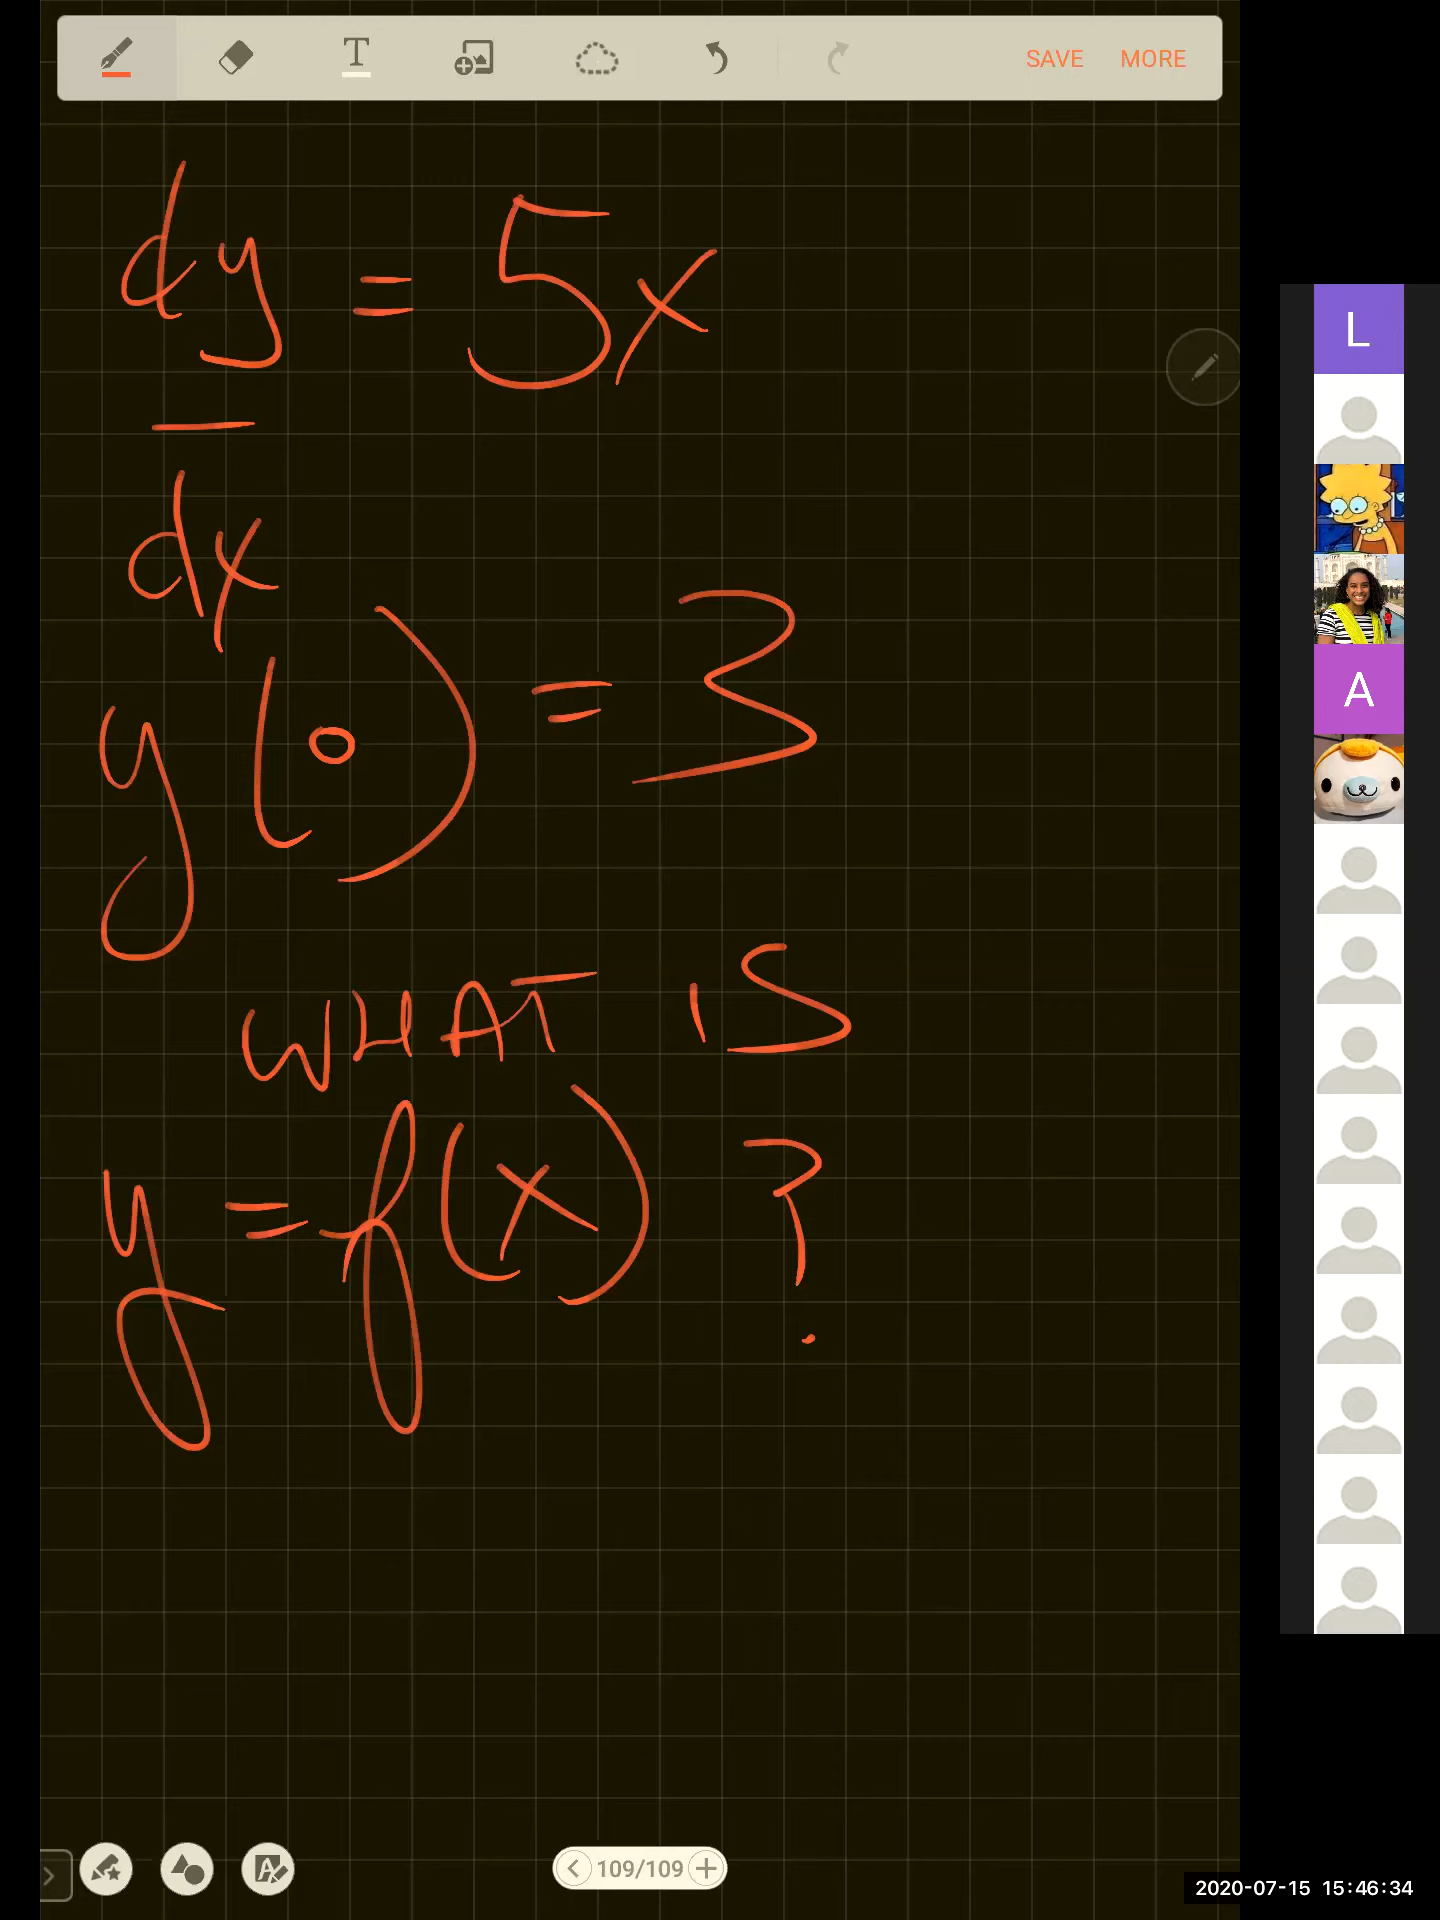 SAVE MORE
dy = 5x
dx
y(0) = 3
WHAT IS
y = f(x) ?
L
A
109/109
2020-07-15 15:46:34